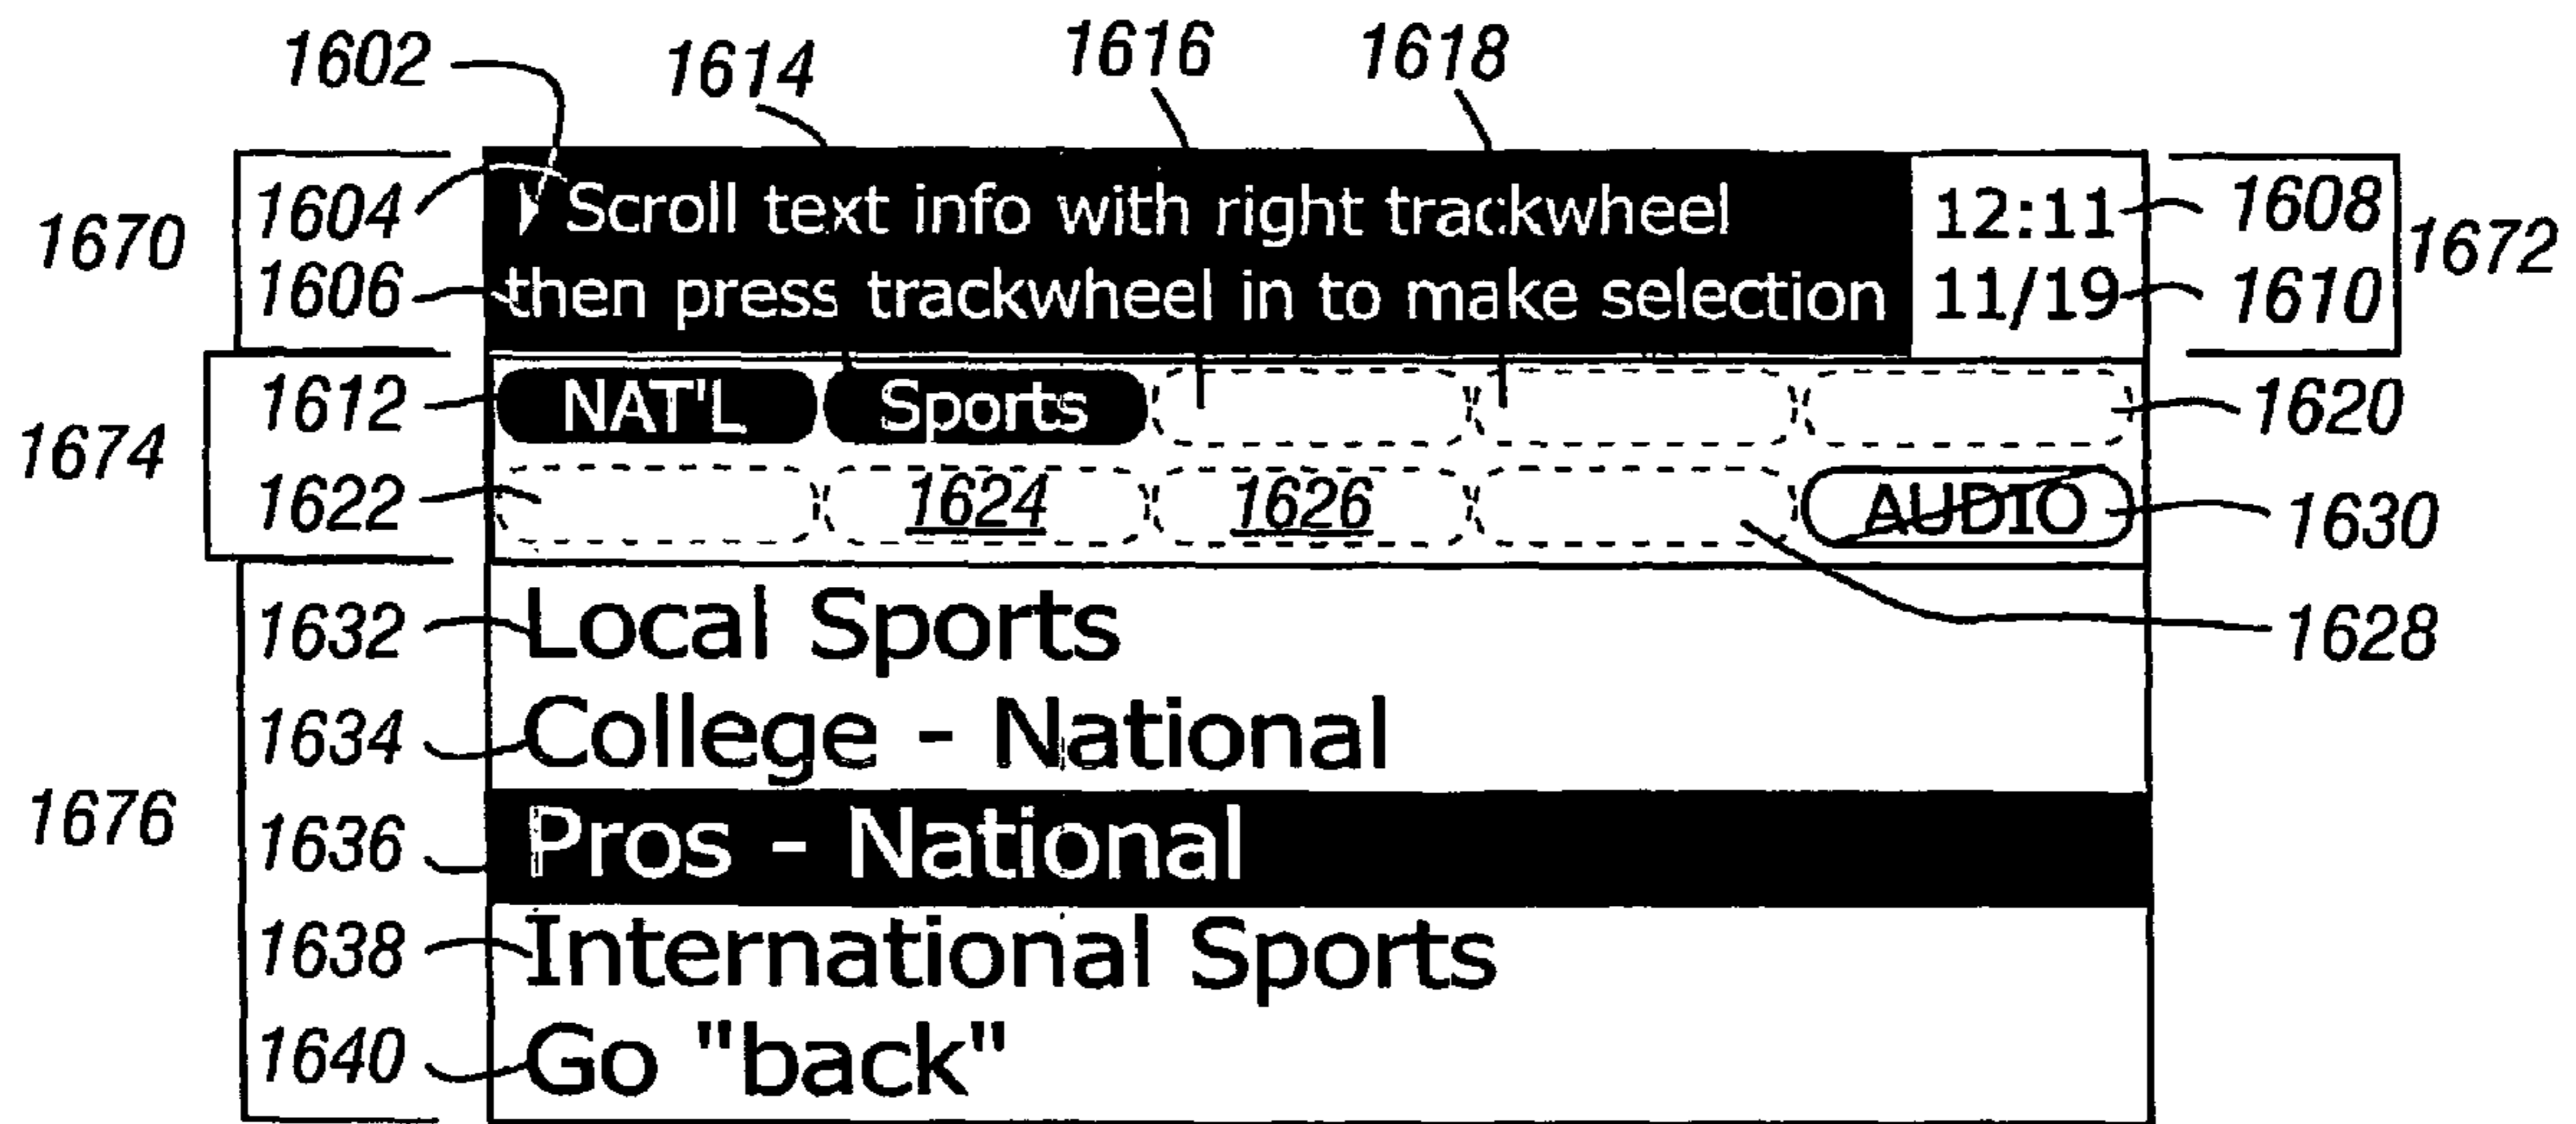 1602 1614 1616 1618
1670 1604 Scroll text info with right trackwheel 12:11 1608 1672
1606 then press trackwheel in to make selection 11/19 1610
1674 1612 NAT'L Sports 1620
1622 1624 1626 AUDIO 1630
1632 Local Sports 1628
1634 College - National
1676 1636 Pros - National
1638 International Sports
1640 Go "back"